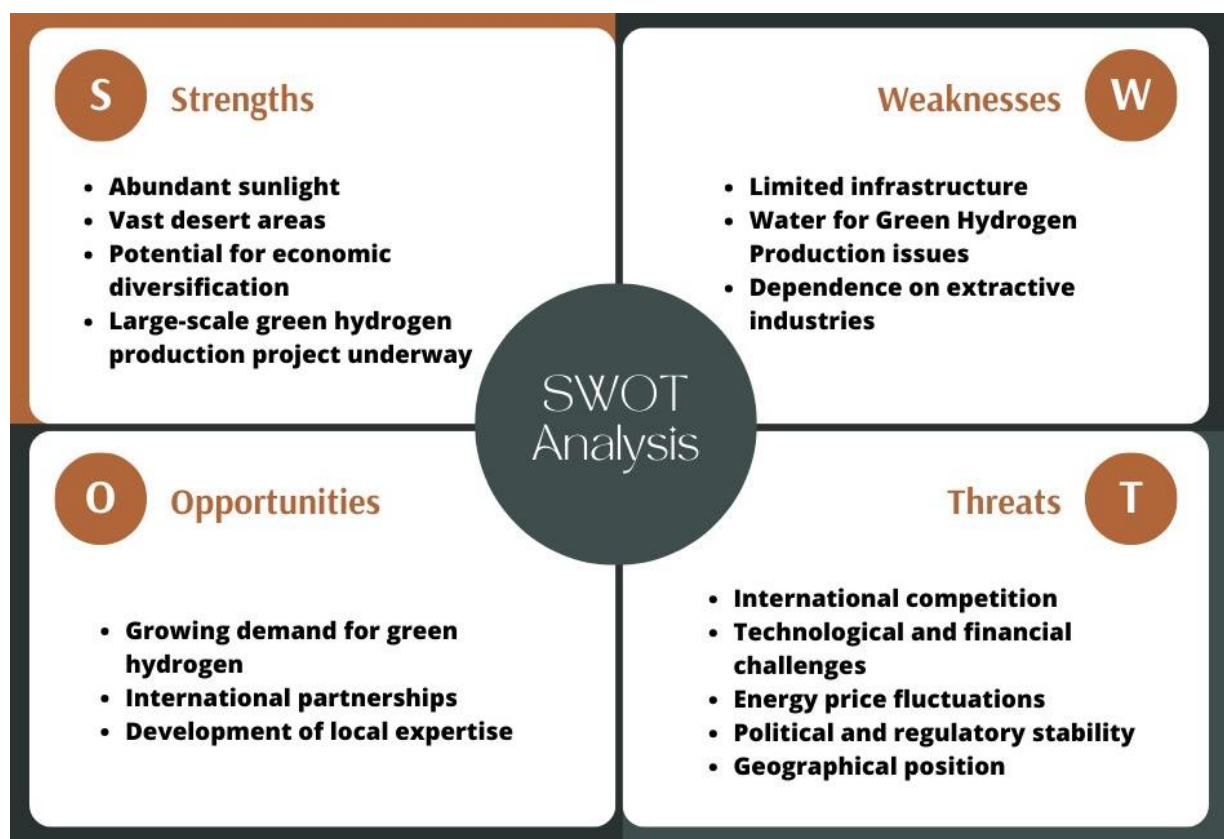 S
Strengths
• Abundant sunlight
• Vast desert areas
• Potential for economic
diversification
• Large-scale green hydrogen
production project underway
Weaknesses
W
• Limited infrastructure
• Water for Green Hydrogen
Production issues
• Dependence on extractive
industries
SWOT
Analysis
O
Opportunities
• Growing demand for green
hydrogen
• International partnerships
• Development of local expertise
Threats
T
• International competition
• Technological and financial
challenges
• Energy price fluctuations
• Political and regulatory stability
• Geographical position